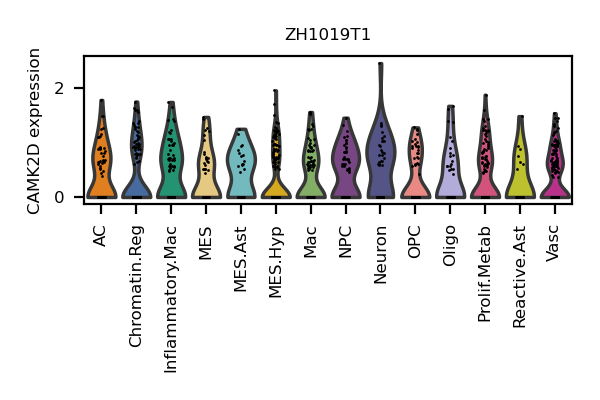 ZH1019T1
CAMK2D expression
2
0
AC
Chromatin.Reg
Inflammatory.Mac
MES
MES.Ast
MES.Hyp
Mac
NPC
Neuron
OPC
Oligo
Prolif.Metab
Reactive.Ast
Vasc